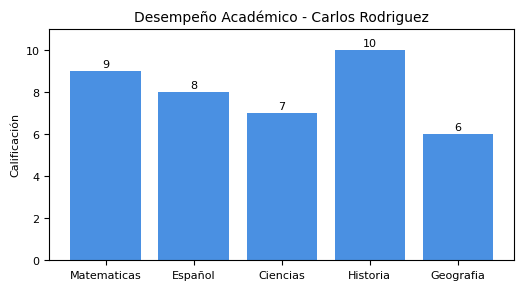 Desempeño Académico - Carlos Rodriguez
Calificación
10
8
6
4
2
0
9
8
7
10
6
Matematicas
Español
Ciencias
Historia
Geografia